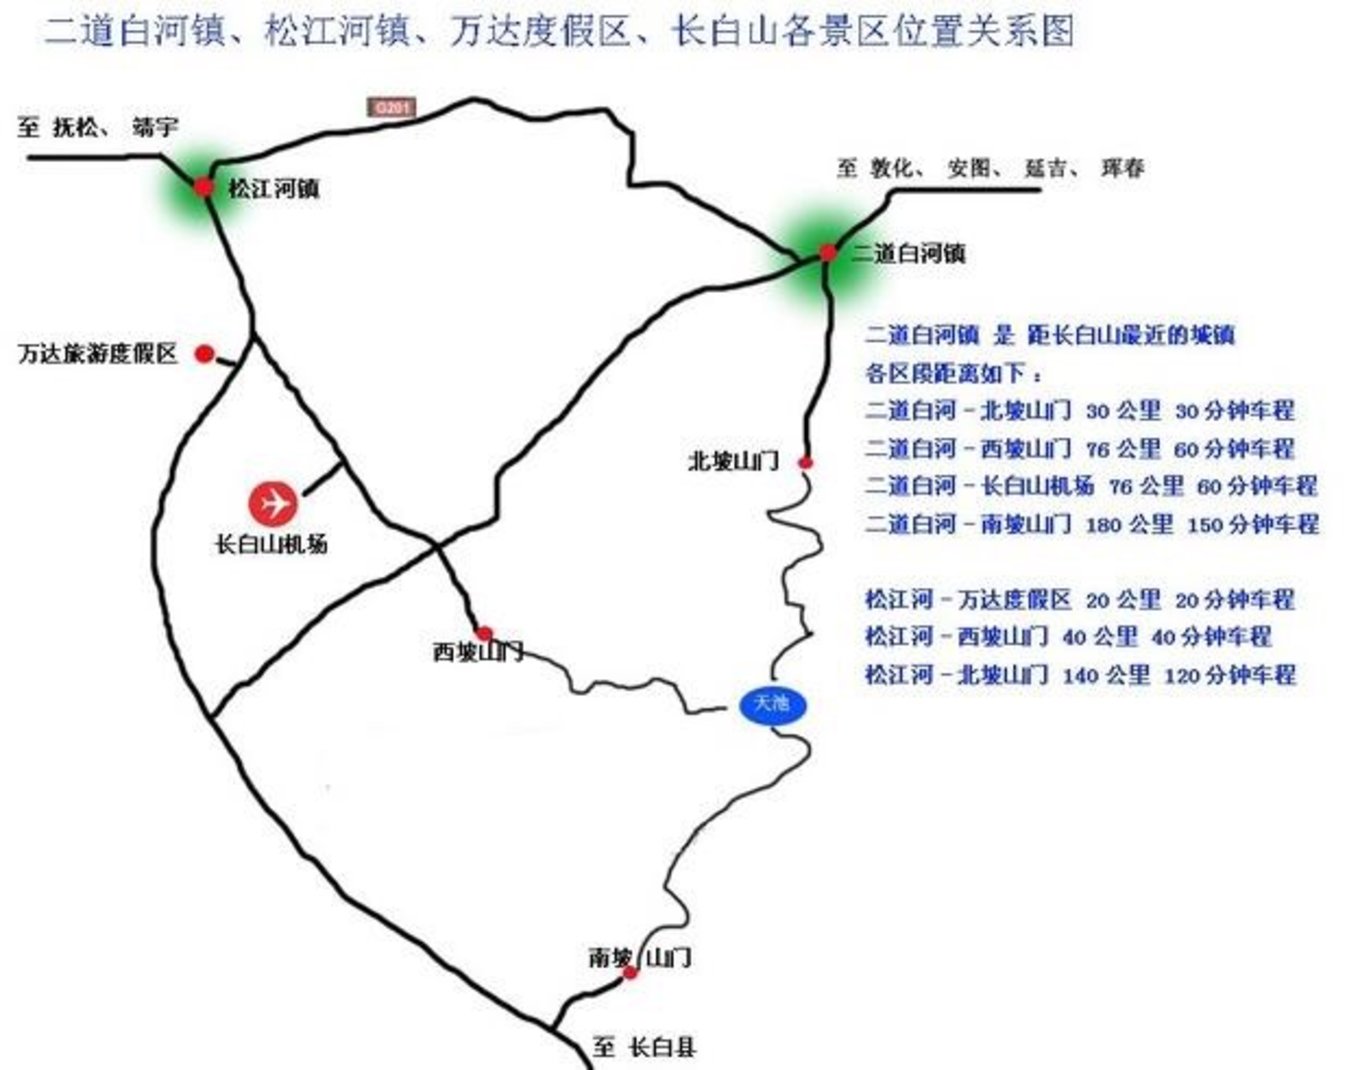 二道白河镇、松江河镇、万达度假区、长白山各景区位置关系图
G201
至 抚松、 靖宇
至 敦化、 安图、 延吉、 珲春
松江河镇
二道白河镇
二道白河镇 是 距长白山最近的城镇
万达旅游度假区
各区段距离如下：
二道白河－北坡山门 30 公里 30 分钟车程
二道白河－西坡山门 76 公里 60 分钟车程
北坡山门
二道白河－长白山机场 76 公里 60 分钟车程
二道白河－南坡山门 180 公里 150 分钟车程
长白山机场
松江河－万达度假区 20 公里 20 分钟车程
松江河－西坡山门 40 公里 40 分钟车程
西坡山门
松江河－北坡山门 140 公里 120 分钟车程
天池
南坡 山门
至 长白县